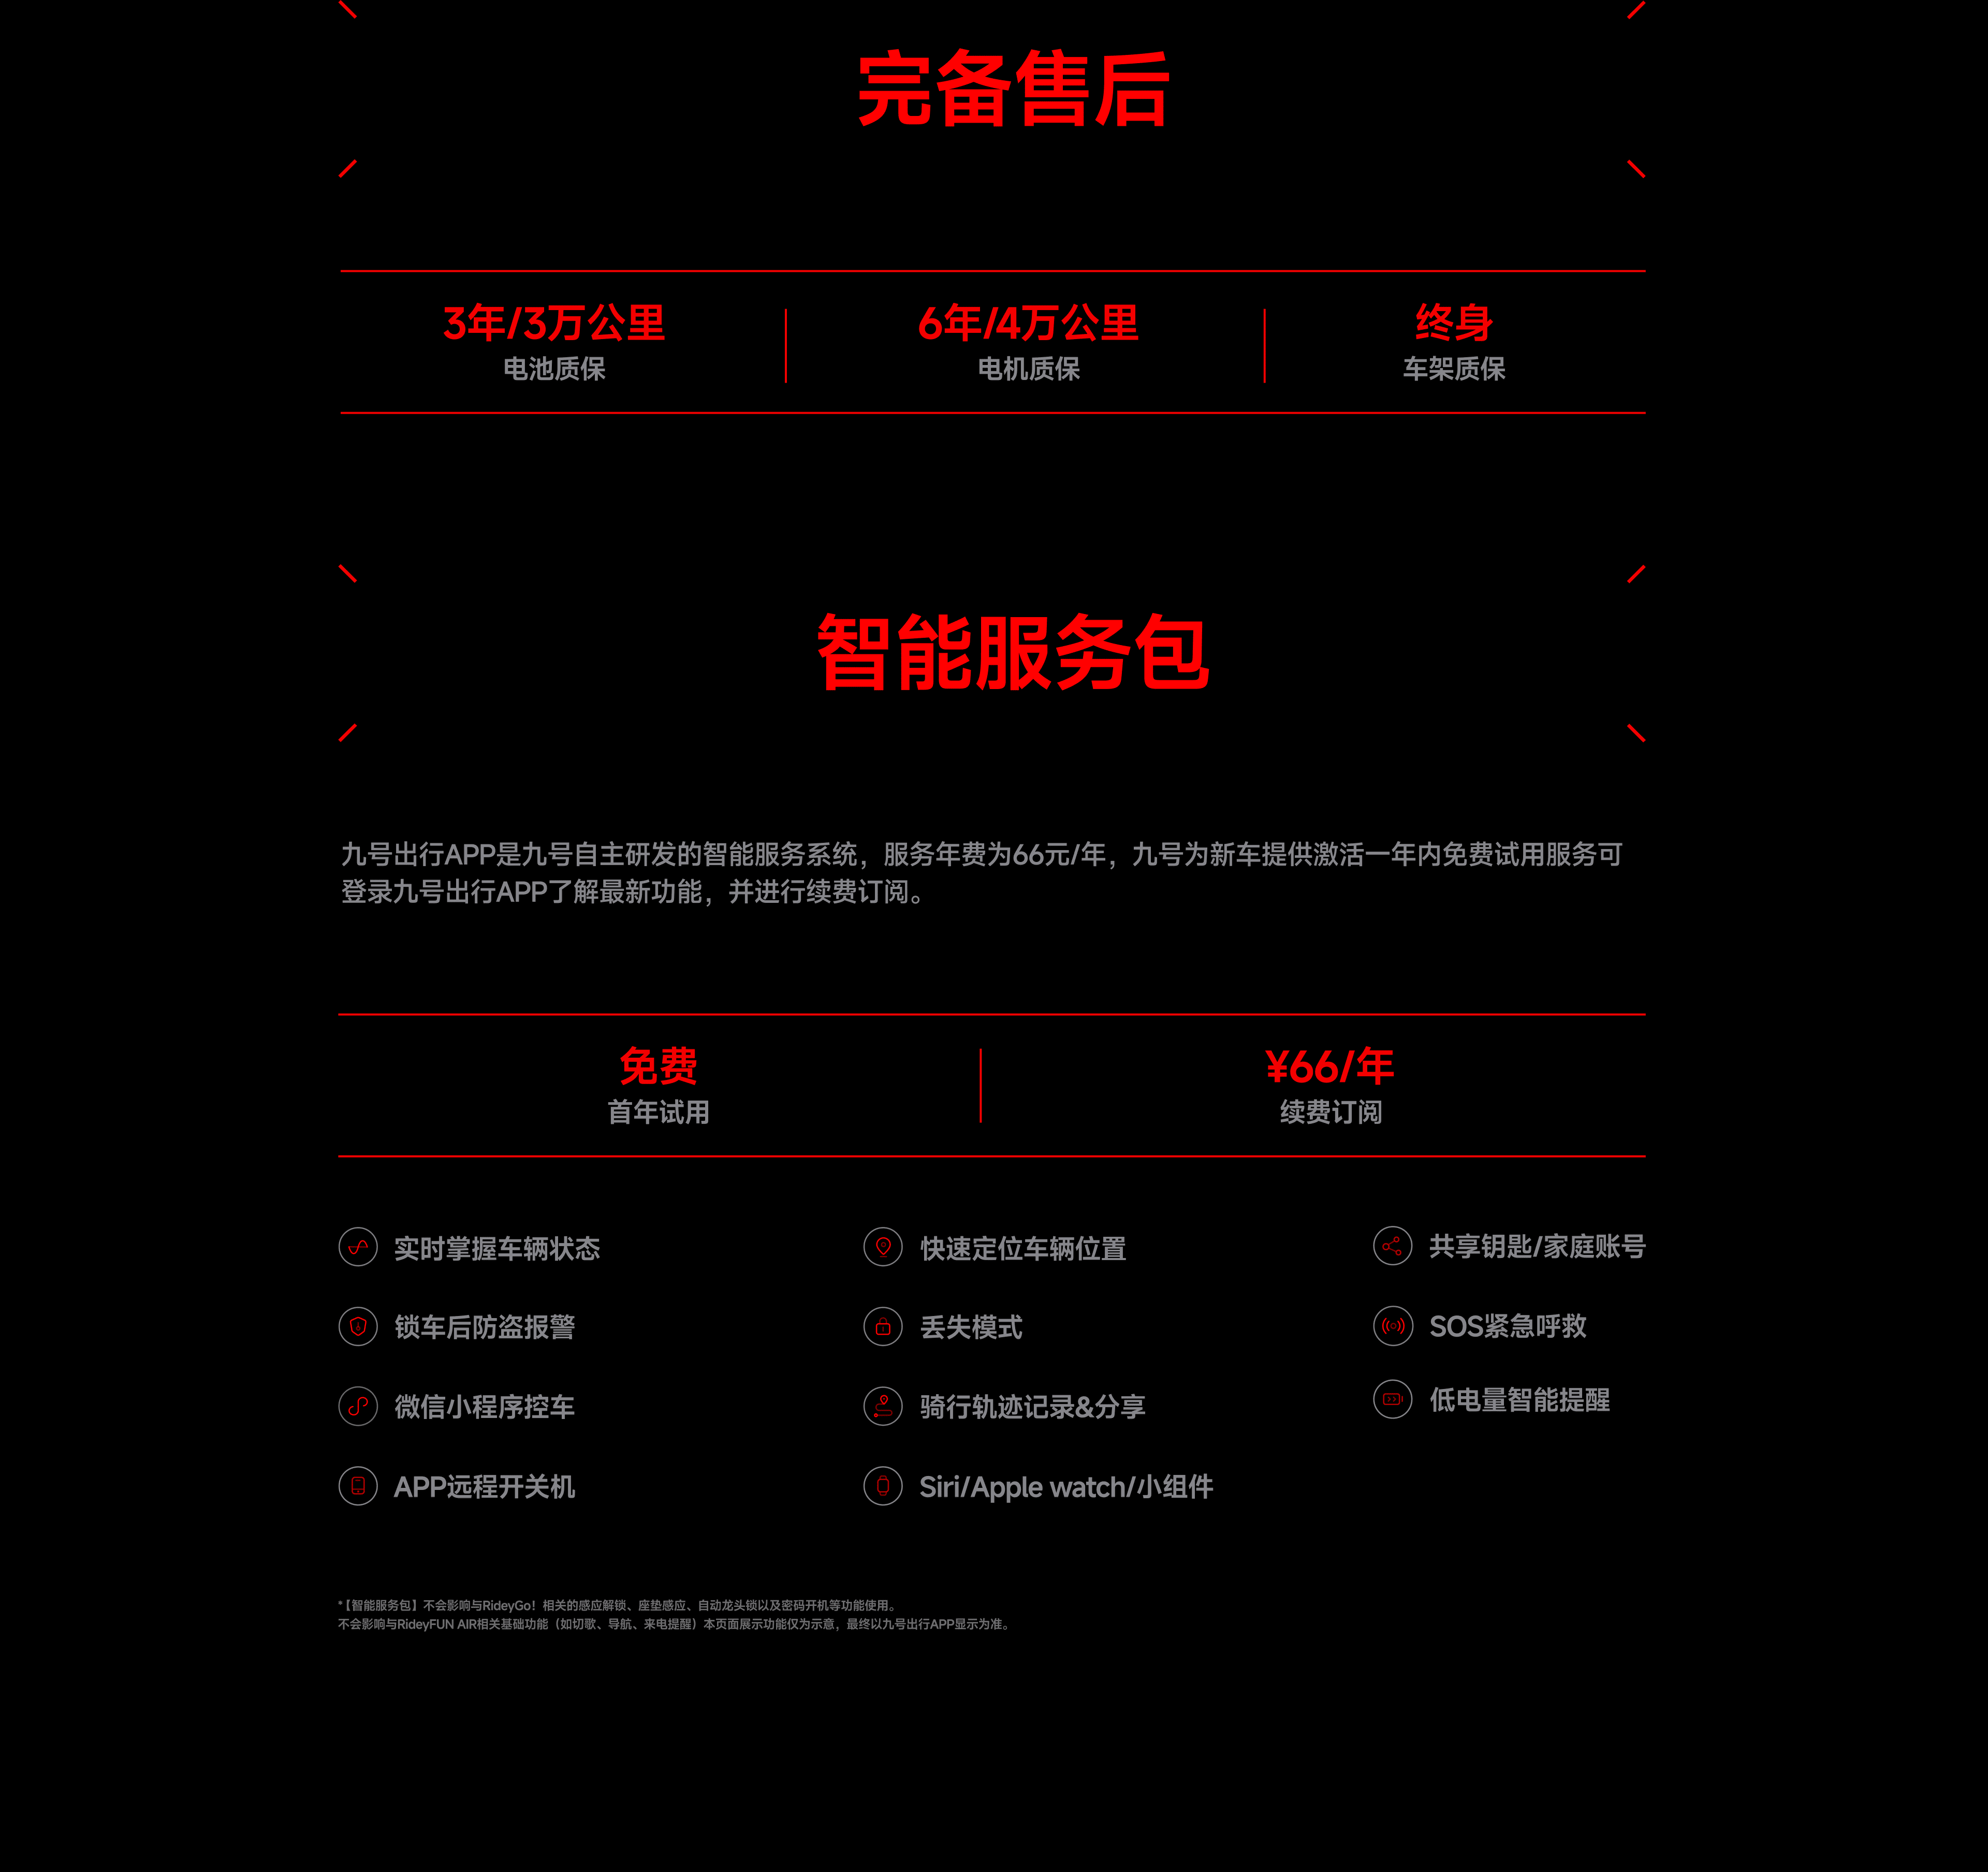 完备售后
3年/3万公里
电池质保
6年/4万公里
电机质保
终身
车架质保
智能服务包
九号出行APP是九号自主研发的智能服务系统，服务年费为66元/年，九号为新车提供激活一年内免费试用服务可
登录九号出行APP了解最新功能，并进行续费订阅。
免费
首年试用
¥66/年
续费订阅
实时掌握车辆状态
快速定位车辆位置
共享钥匙/家庭账号
锁车后防盗报警
丢失模式
SOS紧急呼救
微信小程序控车
骑行轨迹记录&分享
低电量智能提醒
APP远程开关机
Siri/Apple watch/小组件
*【智能服务包】不会影响与RideyGo！相关的感应解锁、座垫感应、自动龙头锁以及密码开机等功能使用。
不会影响与RideyFUN AIR相关基础功能（如切歌、导航、来电提醒）本页面展示功能仅为示意，最终以九号出行APP显示为准。